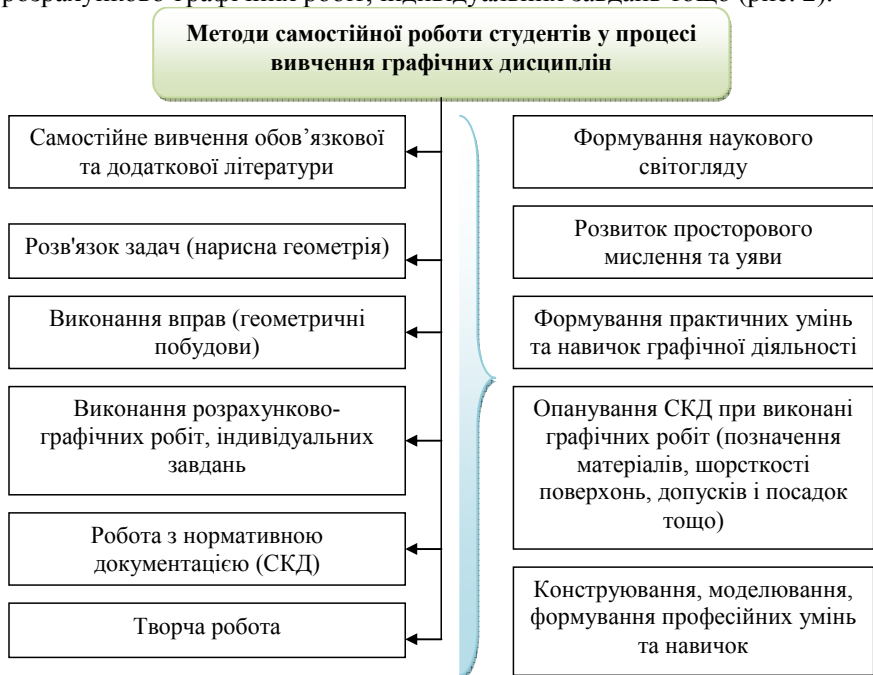 розрахунково-графічних робіт, індивідуальних завдань тощо (рис. 2).
Методи самостійної роботи студентів у процесі
вивчення графічних дисциплін
Самостійне вивчення обов’язкової
та додаткової літератури
Розв'язок задач (нарисна геометрія)
Виконання вправ (геометричні
побудови)
Виконання розрахунково-
графічних робіт, індивідуальних
завдань
Робота з нормативною
документацією (СКД)
Творча робота
Формування наукового
світогляду
Розвиток просторового
мислення та уяви
Формування практичних умінь
та навичок графічної діяльності
Опанування СКД при виконані
графічних робіт (позначення
матеріалів, шорсткості
поверхонь, допусків і посадок
тощо)
Конструювання, моделювання,
формування професійних умінь
та навичок